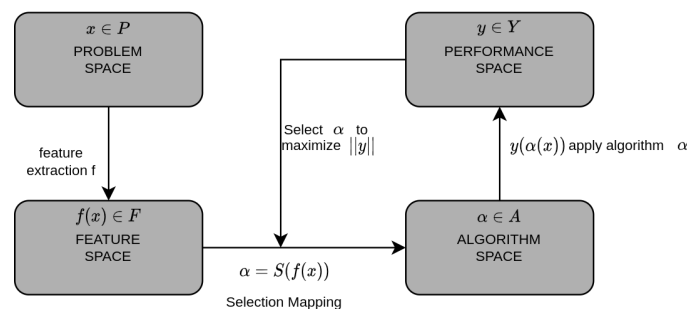 x ∈ P
PROBLEM
SPACE
y ∈ Y
PERFORMANCE
SPACE
feature
extraction f
Select α to
maximize ||y||
y(α(x)) apply algorithm α
f(x) ∈ F
FEATURE
SPACE
α ∈ A
ALGORITHM
SPACE
α = S(f(x))
Selection Mapping